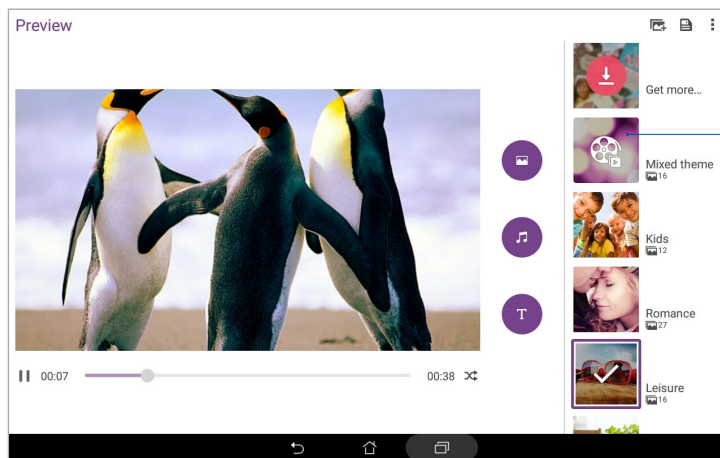 Preview
Get more...
Mixed theme
16
Kids
12
T
Romance
27
00:07
00:38
Leisure
16